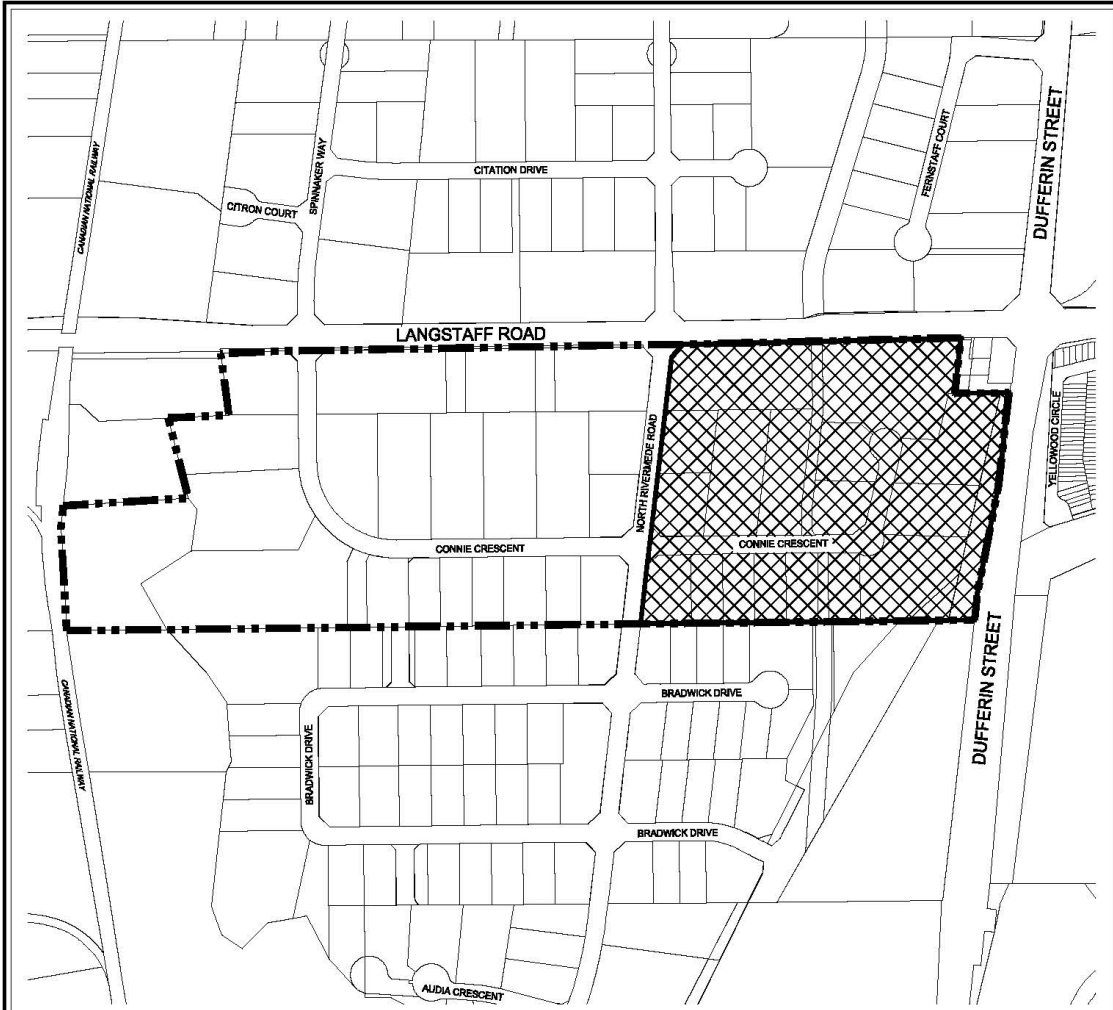 CANADIAN NATIONAL RAILWAY
SPINNAKER WAY
CITATION DRIVE
CITRON COURT
FERNSTAFF COURT
DUFFERIN STREET
LANGSTAFF ROAD
YELLOWOOD CIRCLE
NORTH RIVERMEDE ROAD
CONNIE CRESCENT
CONNIE CRESCENT
DUFFERIN STREET
CANADIAN NATIONAL RAILWAY
BRADWICK DRIVE
BRADWICK DRIVE
BRADWICK DRIVE
AUDIA CRESCENT